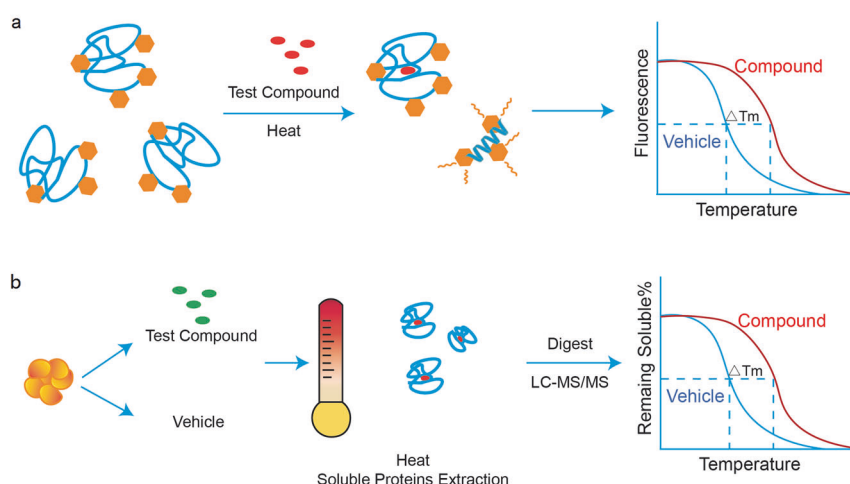 a
Test Compound
Heat
Fluorescence
Compound
△Tm
Vehicle
Temperature
b
Test Compound
Vehicle
Heat
Soluble Proteins Extraction
Digest
LC-MS/MS
Remaing Soluble%
Compound
△Tm
Vehicle
Temperature